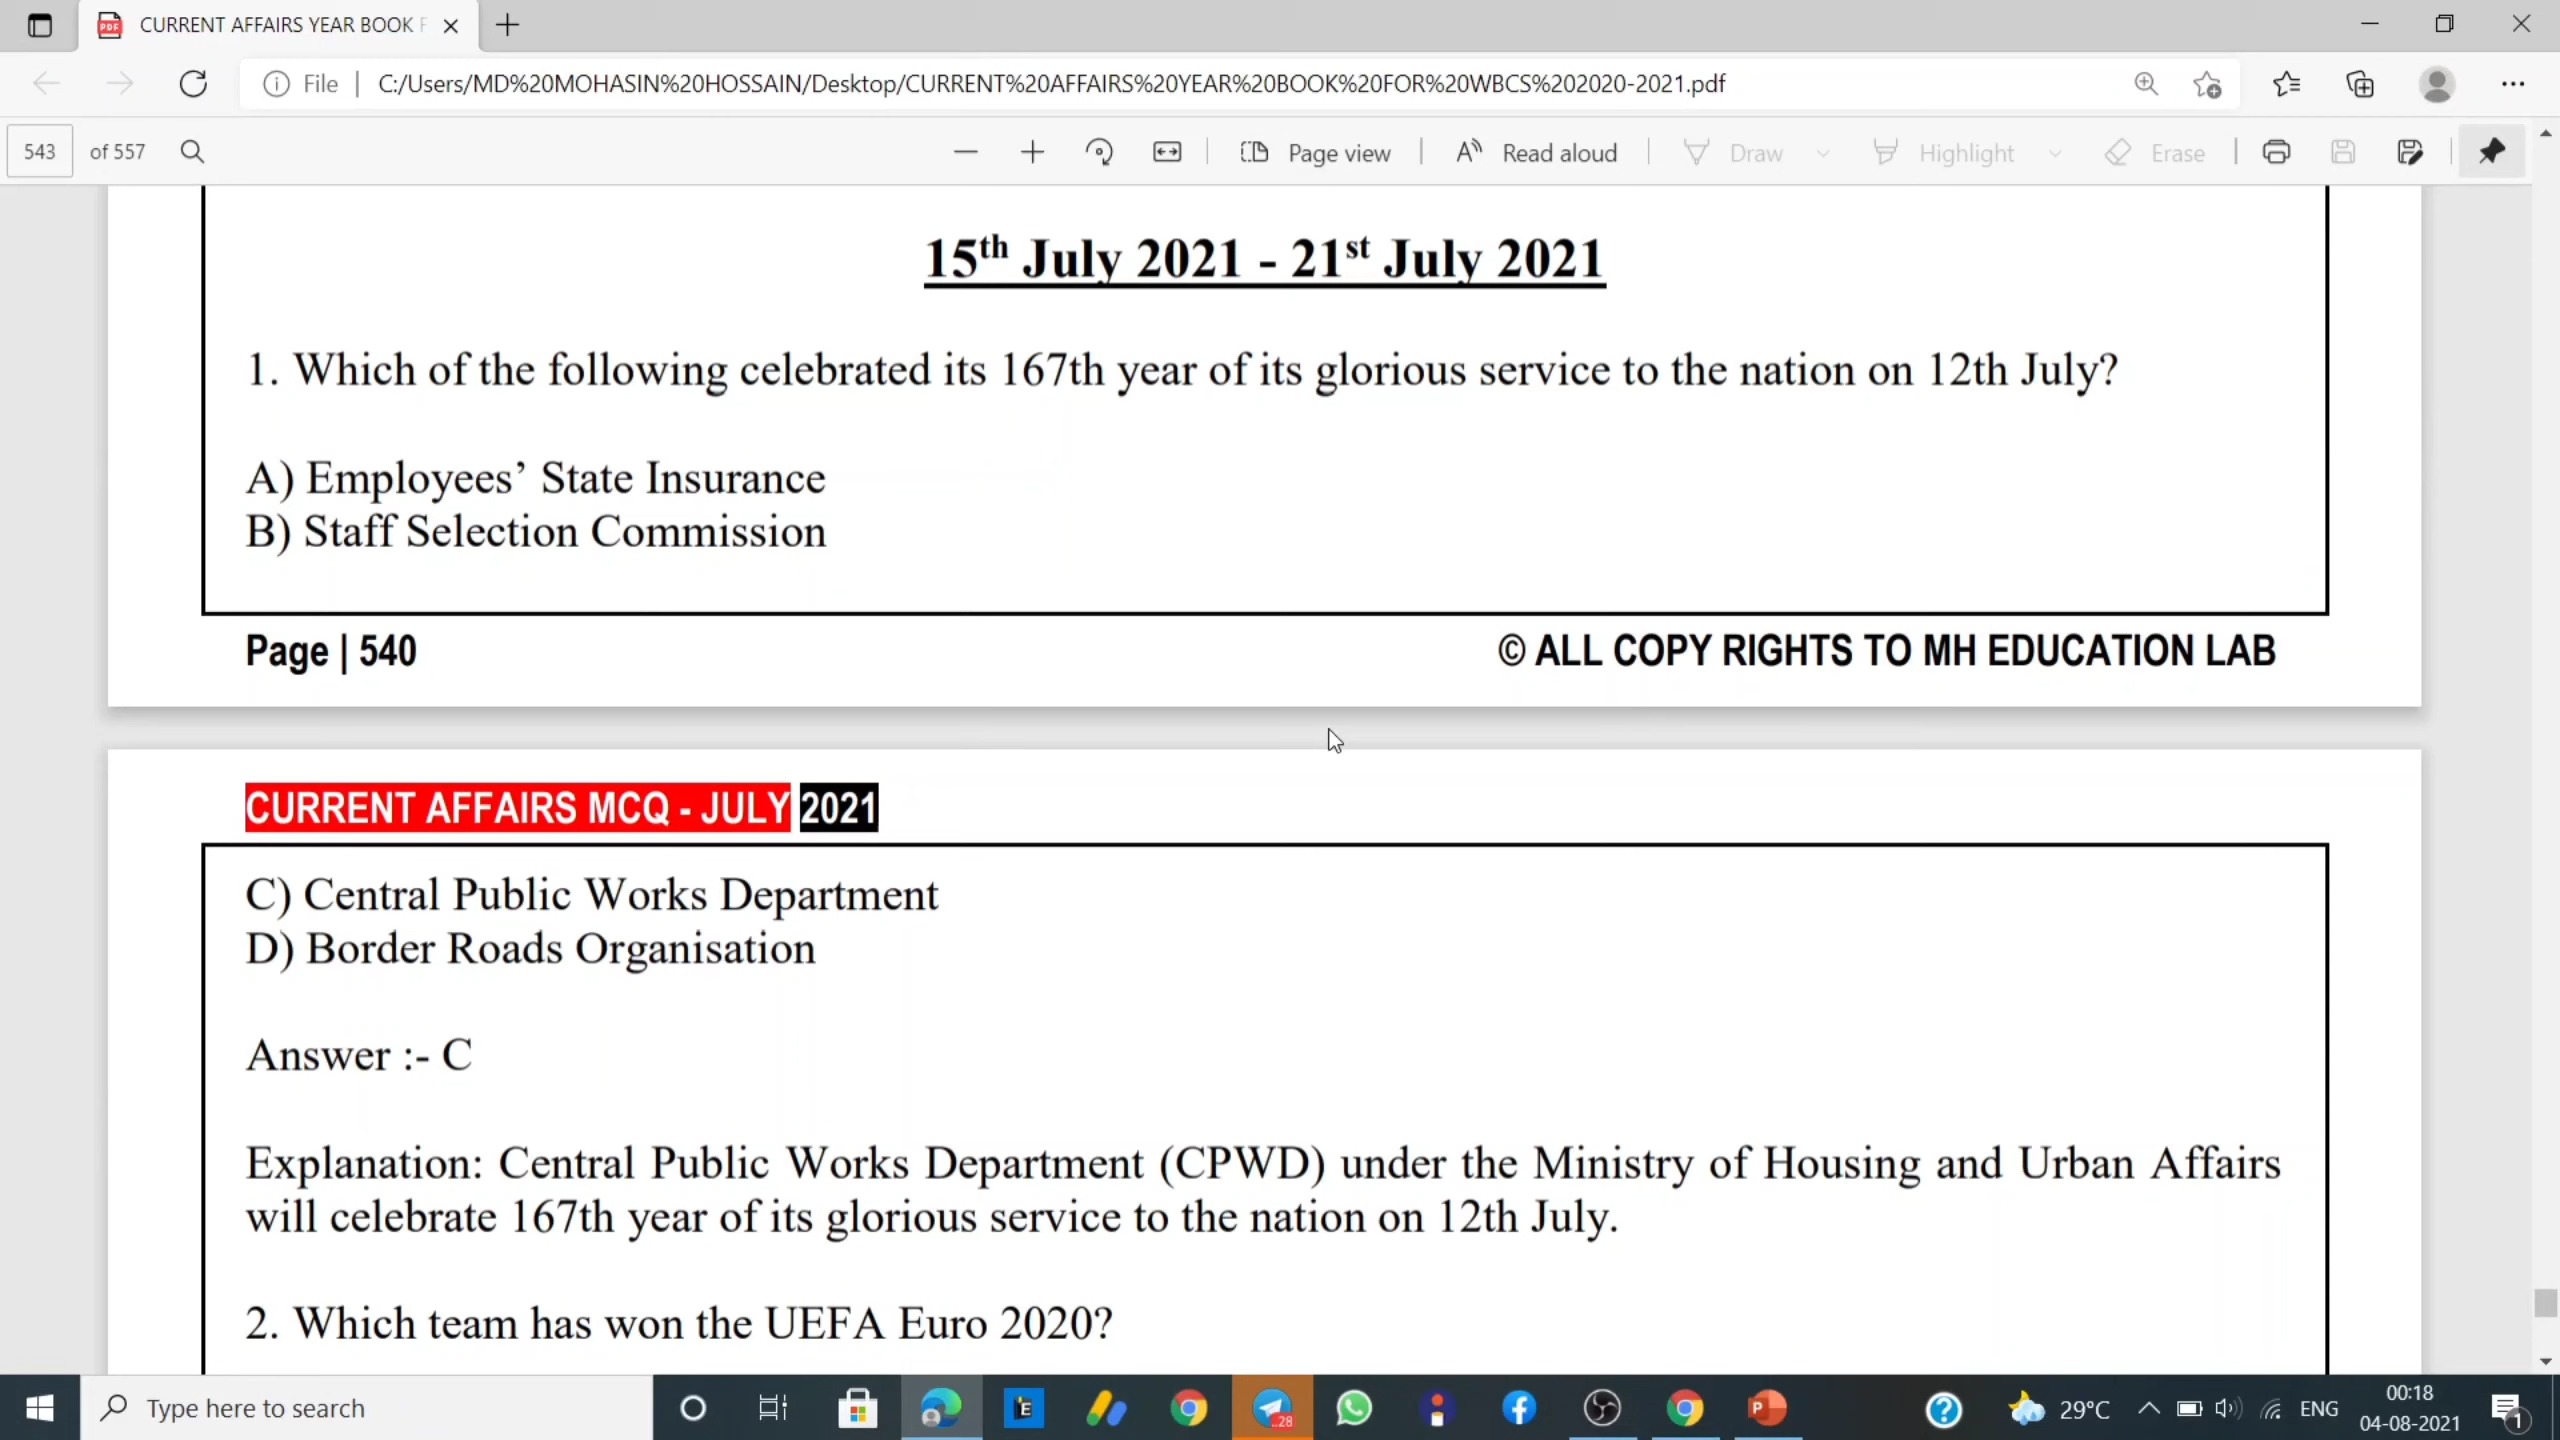 CURRENT AFFAIRS YEAR BOOK F
File
C:/Users/MD%20MOHASIN%20HOSSAIN/Desktop/CURRENT%20AFFAIRS%20YEAR%20BOOK%20FOR%20WBCS%202020-2021.pdf
543 of 557 Page view Read aloud Draw Highlight Erase
15th July 2021 - 21st July 2021
1. Which of the following celebrated its 167th year of its glorious service to the nation on 12th July?
A) Employees’ State Insurance
B) Staff Selection Commission
Page | 540 © ALL COPY RIGHTS TO MH EDUCATION LAB
CURRENT AFFAIRS MCQ - JULY 2021
C) Central Public Works Department
D) Border Roads Organisation
Answer :- C
Explanation: Central Public Works Department (CPWD) under the Ministry of Housing and Urban Affairs
will celebrate 167th year of its glorious service to the nation on 12th July.
2. Which team has won the UEFA Euro 2020?
Type here to search
29°C ENG
00:18
04-08-2021